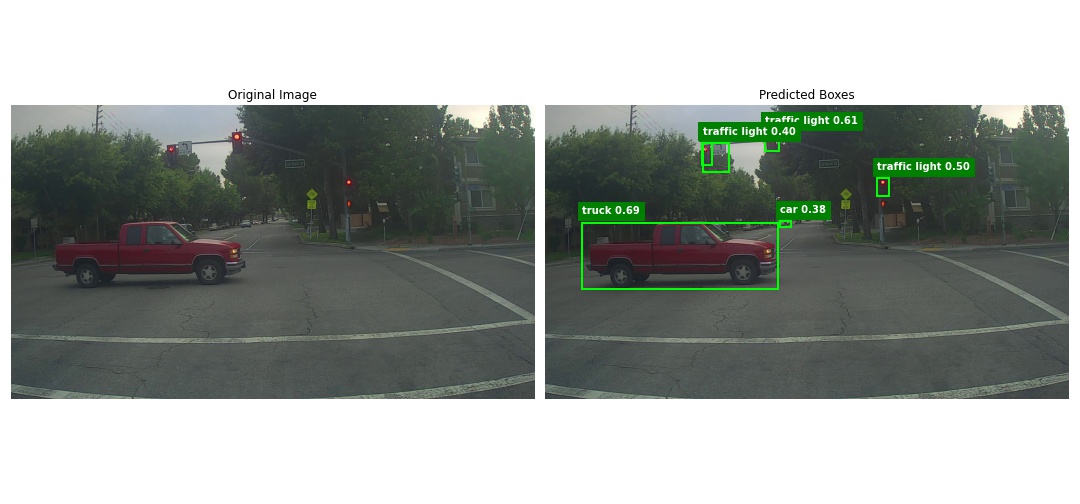 Original Image
Predicted Boxes
traffic light 0.61
traffic light 0.40
traffic light 0.50
truck 0.69
car 0.38